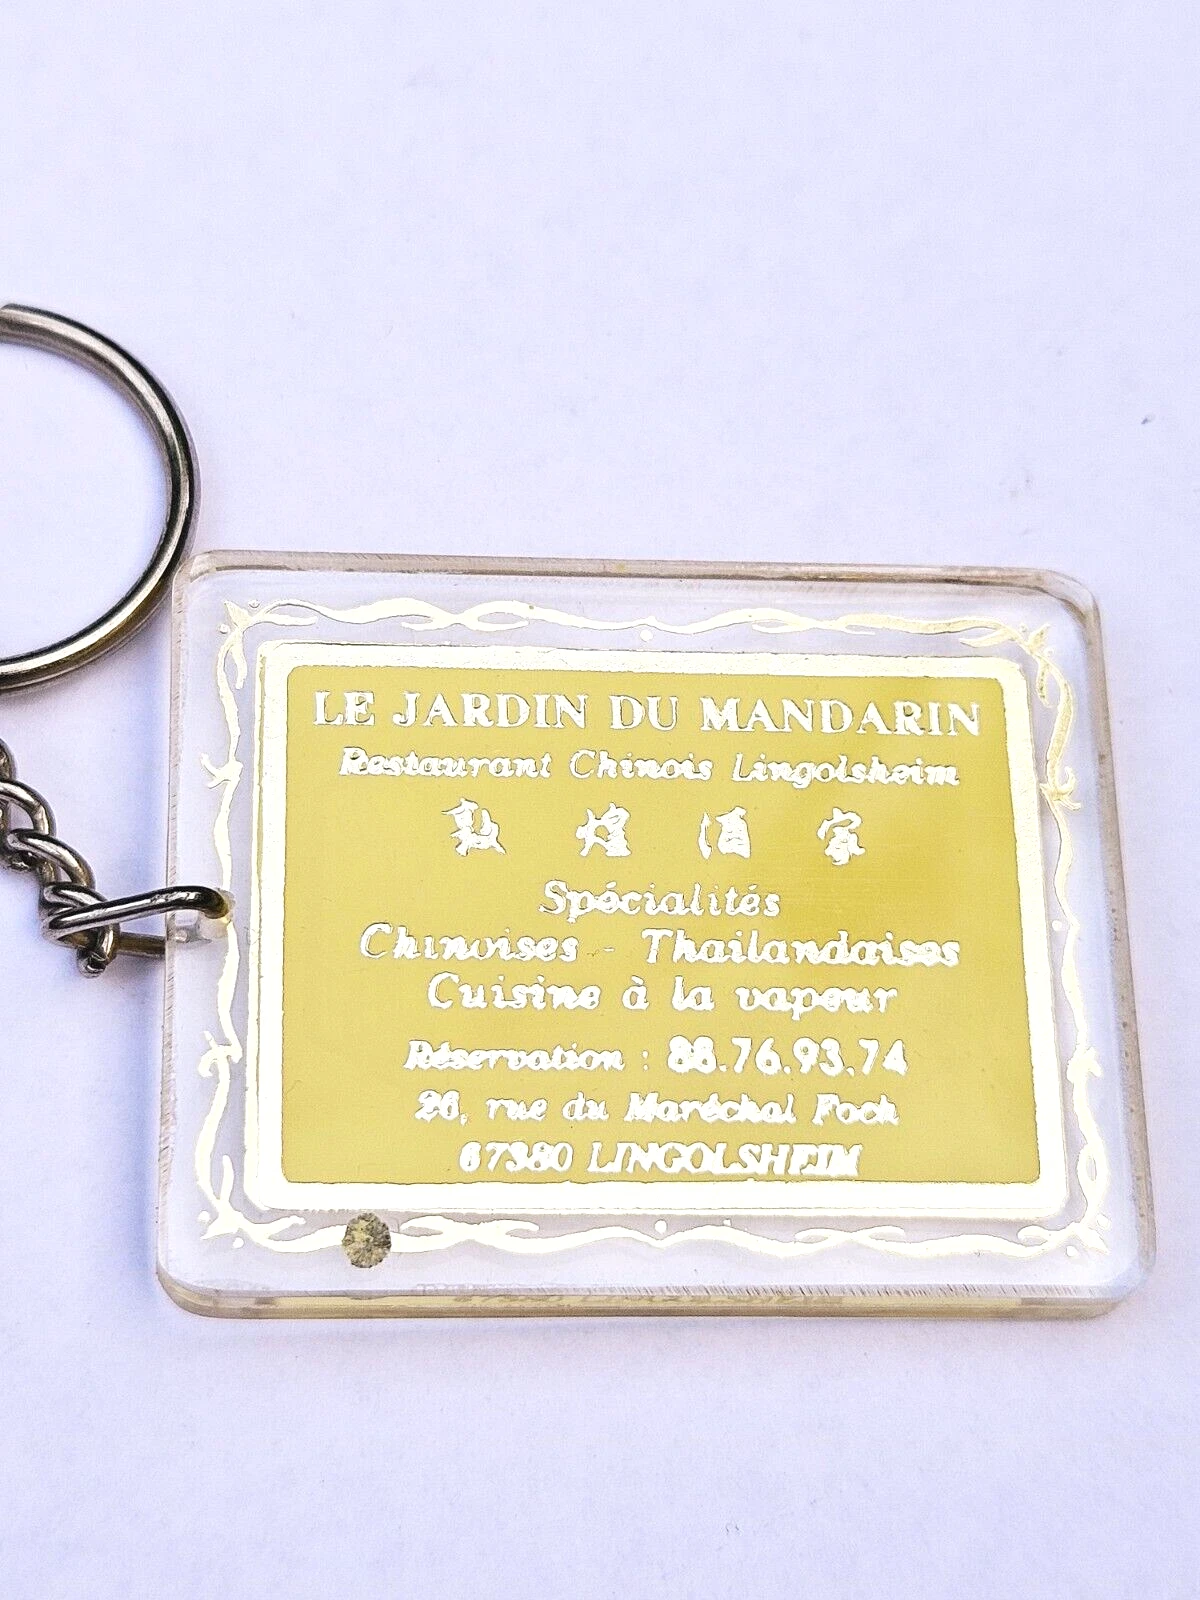 LE JARDIN DU MANDARIN
Restaurant Chinois Lingolsheim
敦煌酒家
Spécialités
Chinoises - Thailandaises
Cuisine à la vapeur
Réservation : 88.76.93.74
26, rue du Maréchal Foch
67380 LINGOLSHEIM